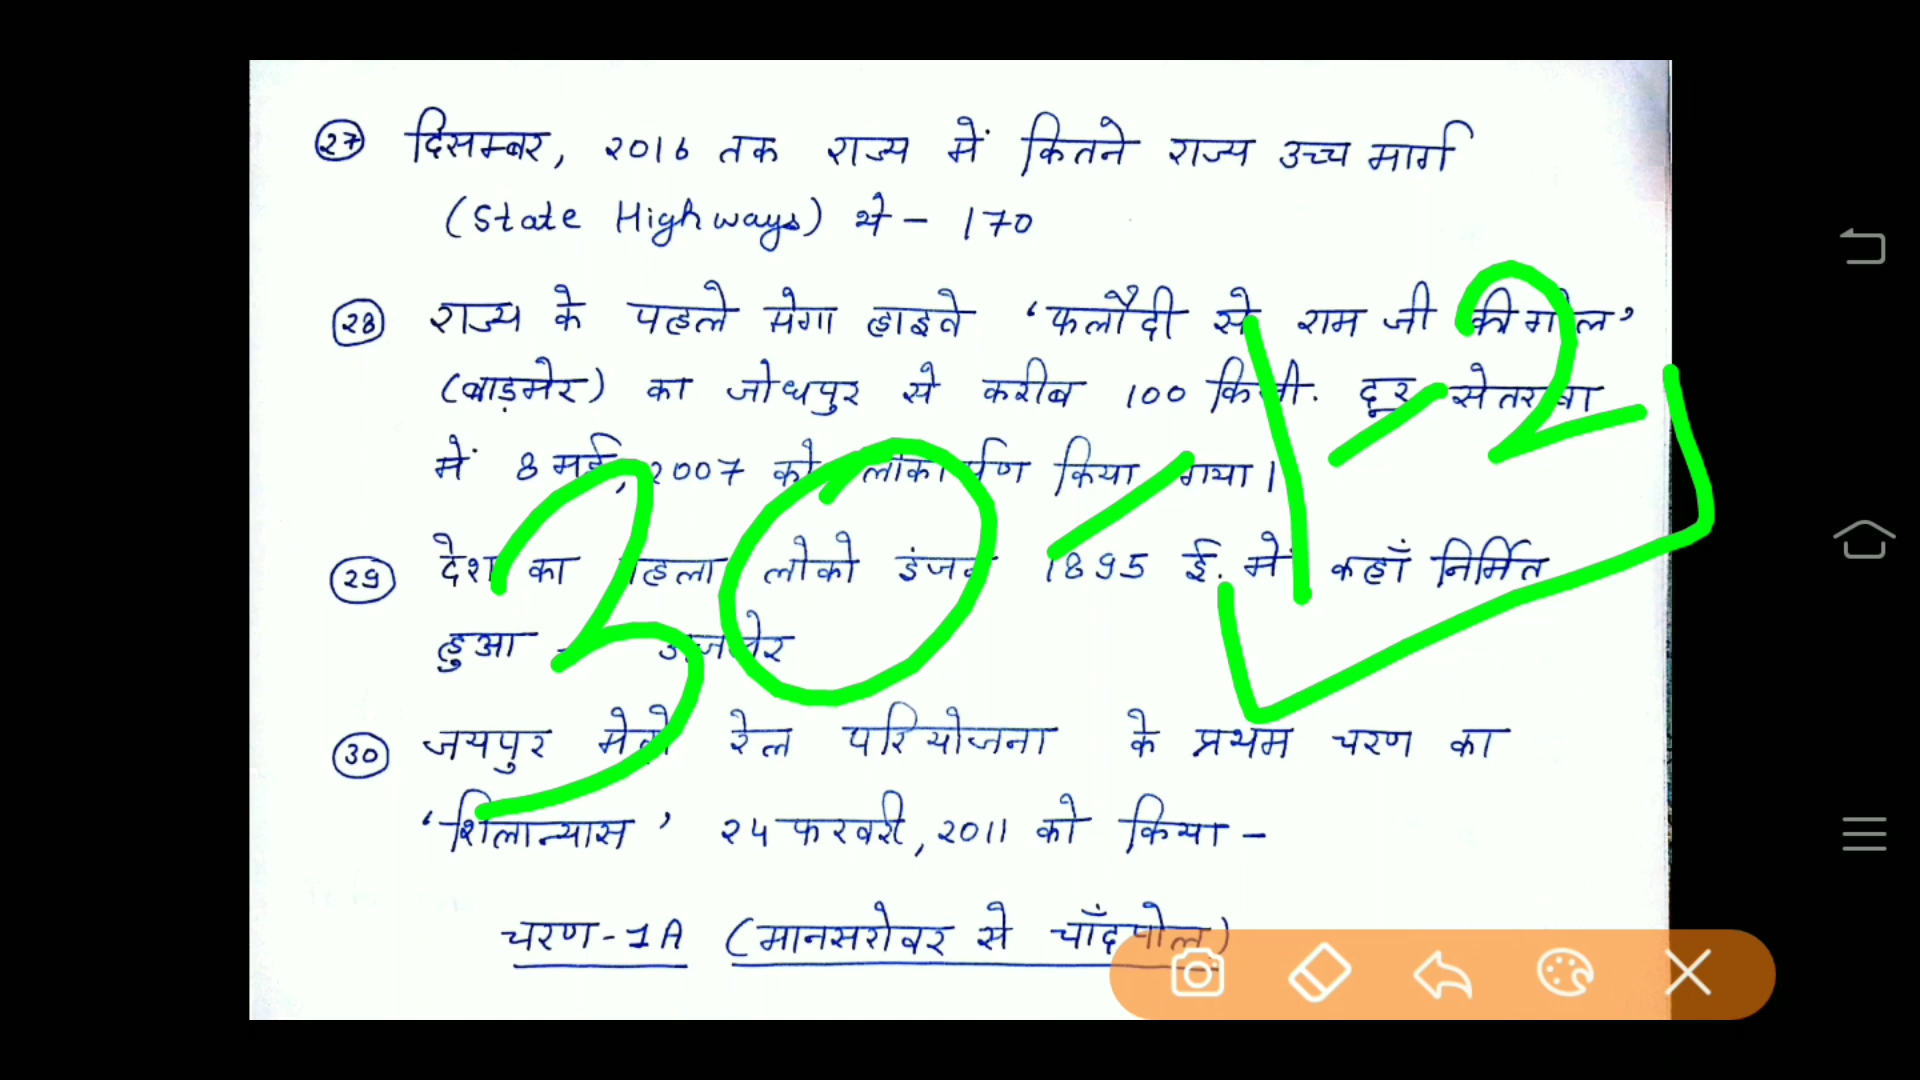 27 दिसम्बर, 2016 तक राज्य में कितने राज्य उच्च मार्ग
(State Highways) थे - 170
28 राज्य के पहले मेगा हाइवे 'फलौदी से राम जी की गोल'
(बाड़मेर) का जोधपुर से करीब 100 किमी. दूर सेतरावा
में 8 मई, 2007 को लोकार्पण किया गया।
29 देश का पहला लोको इंजन 1895 ई. में कहाँ निर्मित
हुआ - अजमेर
30 जयपुर मेट्रो रेल परियोजना के प्रथम चरण का
'शिलान्यास' 24 फरवरी, 2011 को किया -
चरण-1A (मानसरोवर से चाँदपोल)
30 - 1 - 2